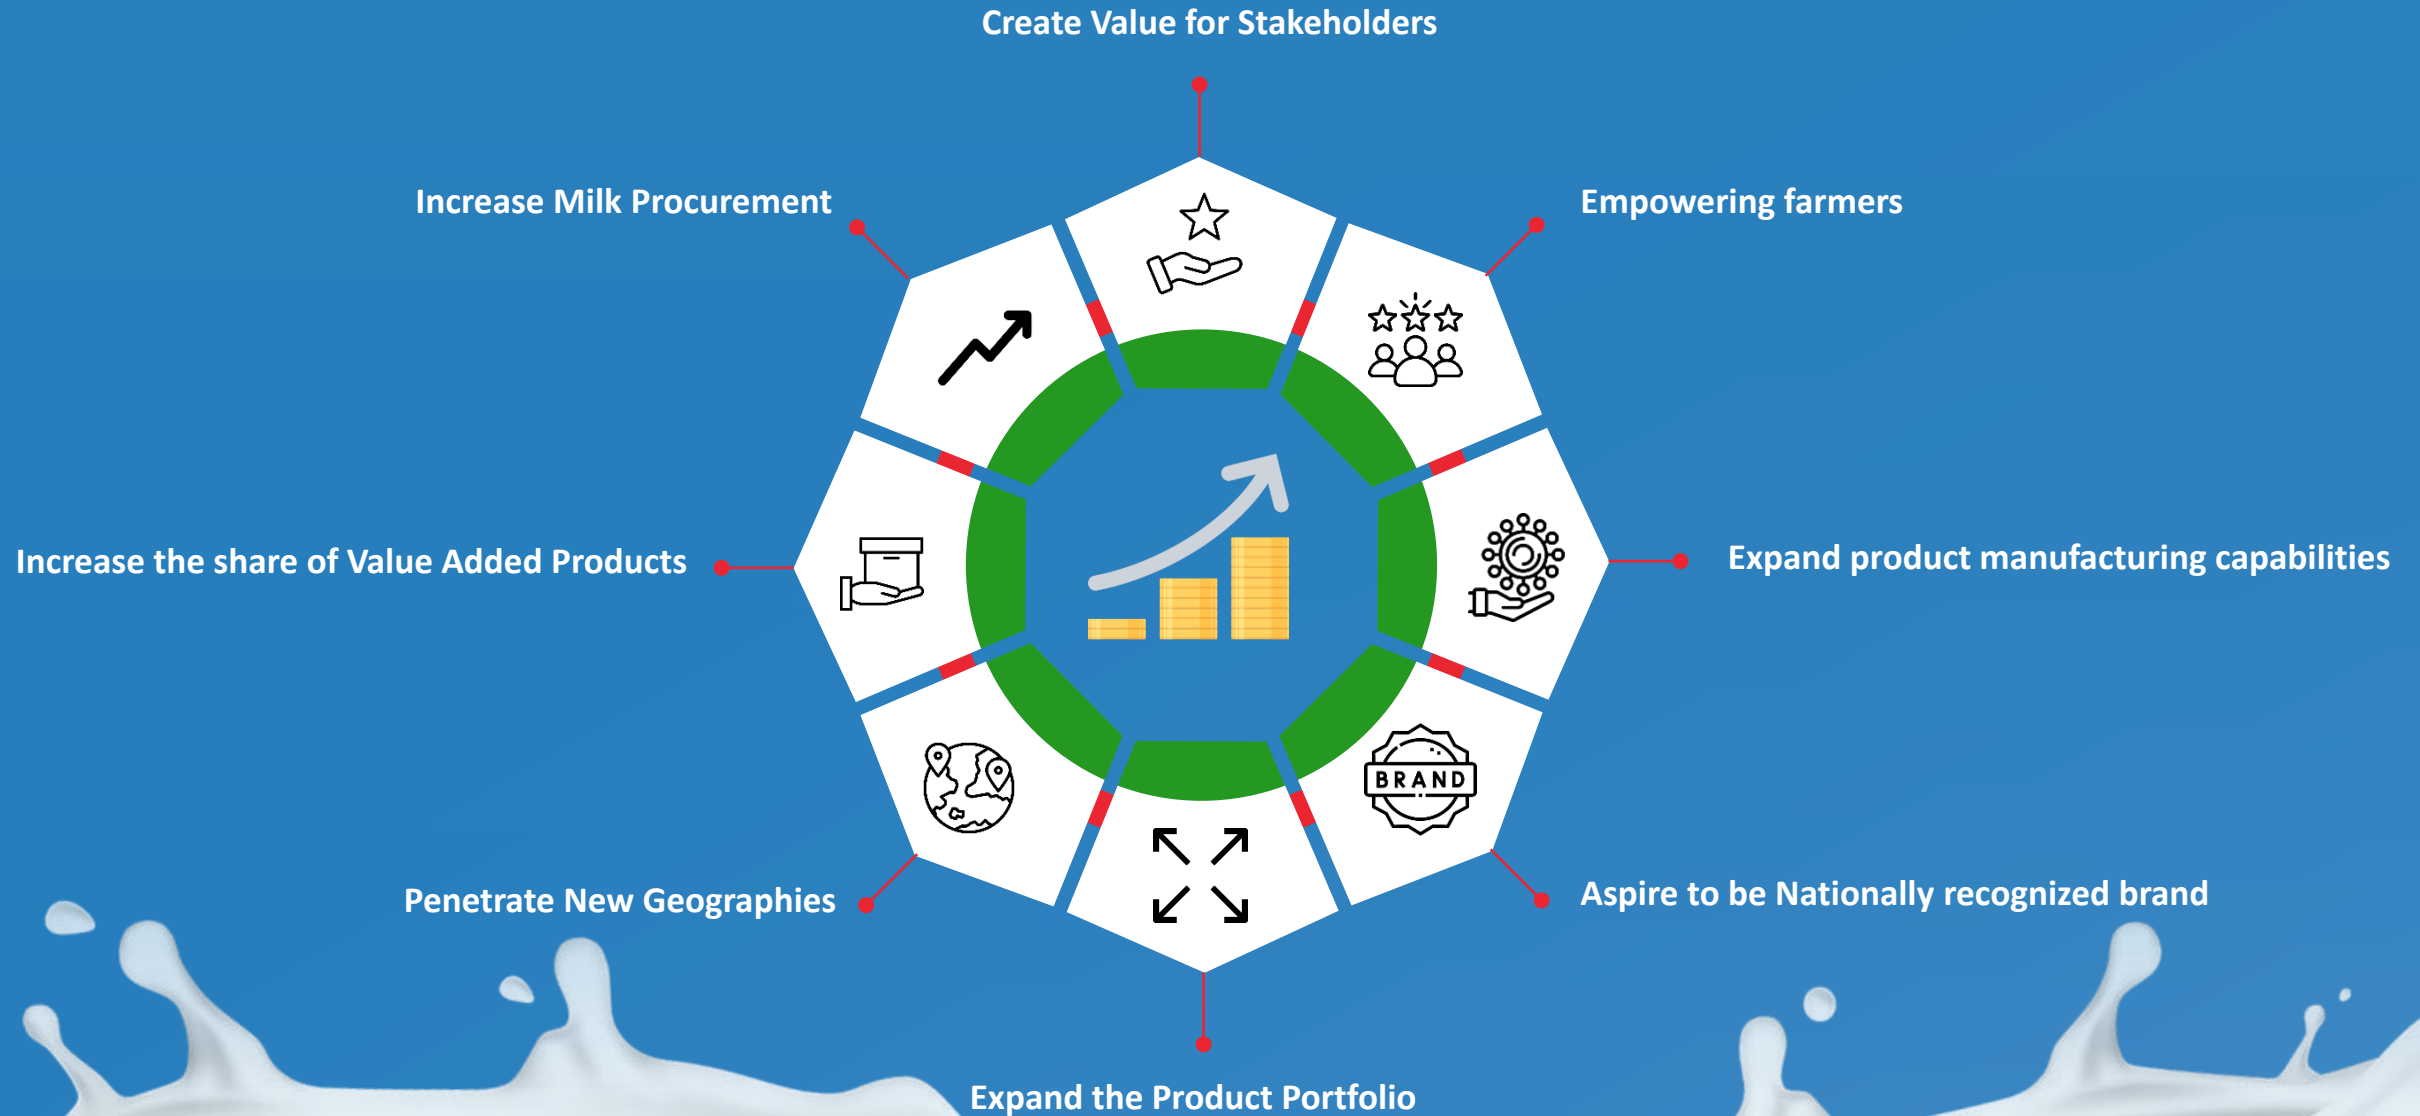 Create Value for Stakeholders
Increase Milk Procurement
Empowering farmers
Increase the share of Value Added Products
Expand product manufacturing capabilities
BRAND
Penetrate New Geographies
Aspire to be Nationally recognized brand
Expand the Product Portfolio